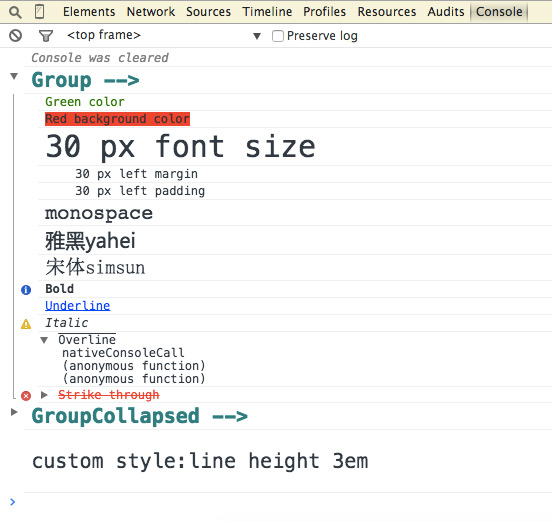 Elements Network Sources Timeline Profiles Resources Audits Console
<top frame> Preserve log
Console was cleared
Group -->
Green color
Red background color
30 px font size
30 px left margin
30 px left padding
monospace
雅黑yahei
宋体simsun
Bold
Underline
Italic
Overline
nativeConsoleCall
(anonymous function)
(anonymous function)
Strike through
GroupCollapsed -->
custom style:line height 3em